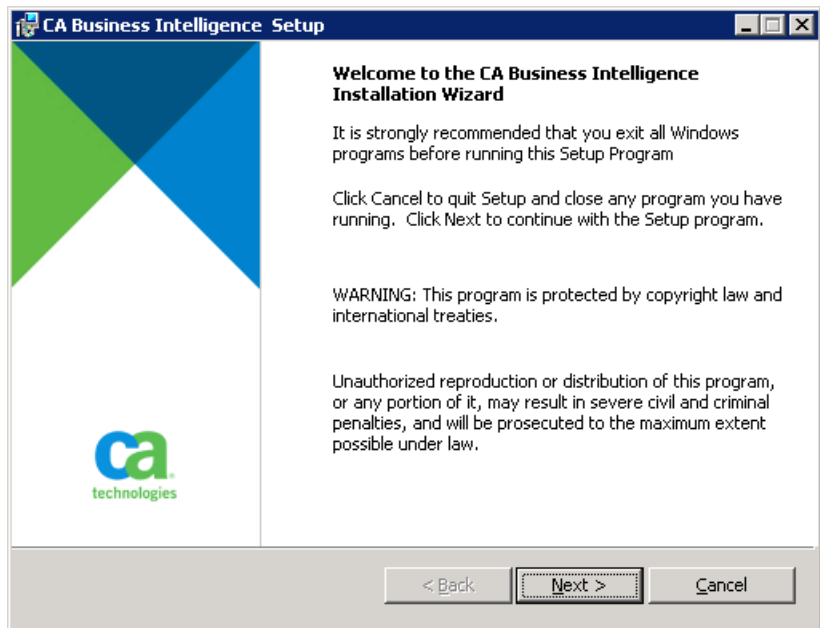 CA Business Intelligence Setup
Welcome to the CA Business Intelligence
Installation Wizard
It is strongly recommended that you exit all Windows
programs before running this Setup Program
Click Cancel to quit Setup and close any program you have
running. Click Next to continue with the Setup program.
WARNING: This program is protected by copyright law and
international treaties.
Unauthorized reproduction or distribution of this program,
or any portion of it, may result in severe civil and criminal
penalties, and will be prosecuted to the maximum extent
possible under law.
ca
technologies
< Back
Next >
Cancel